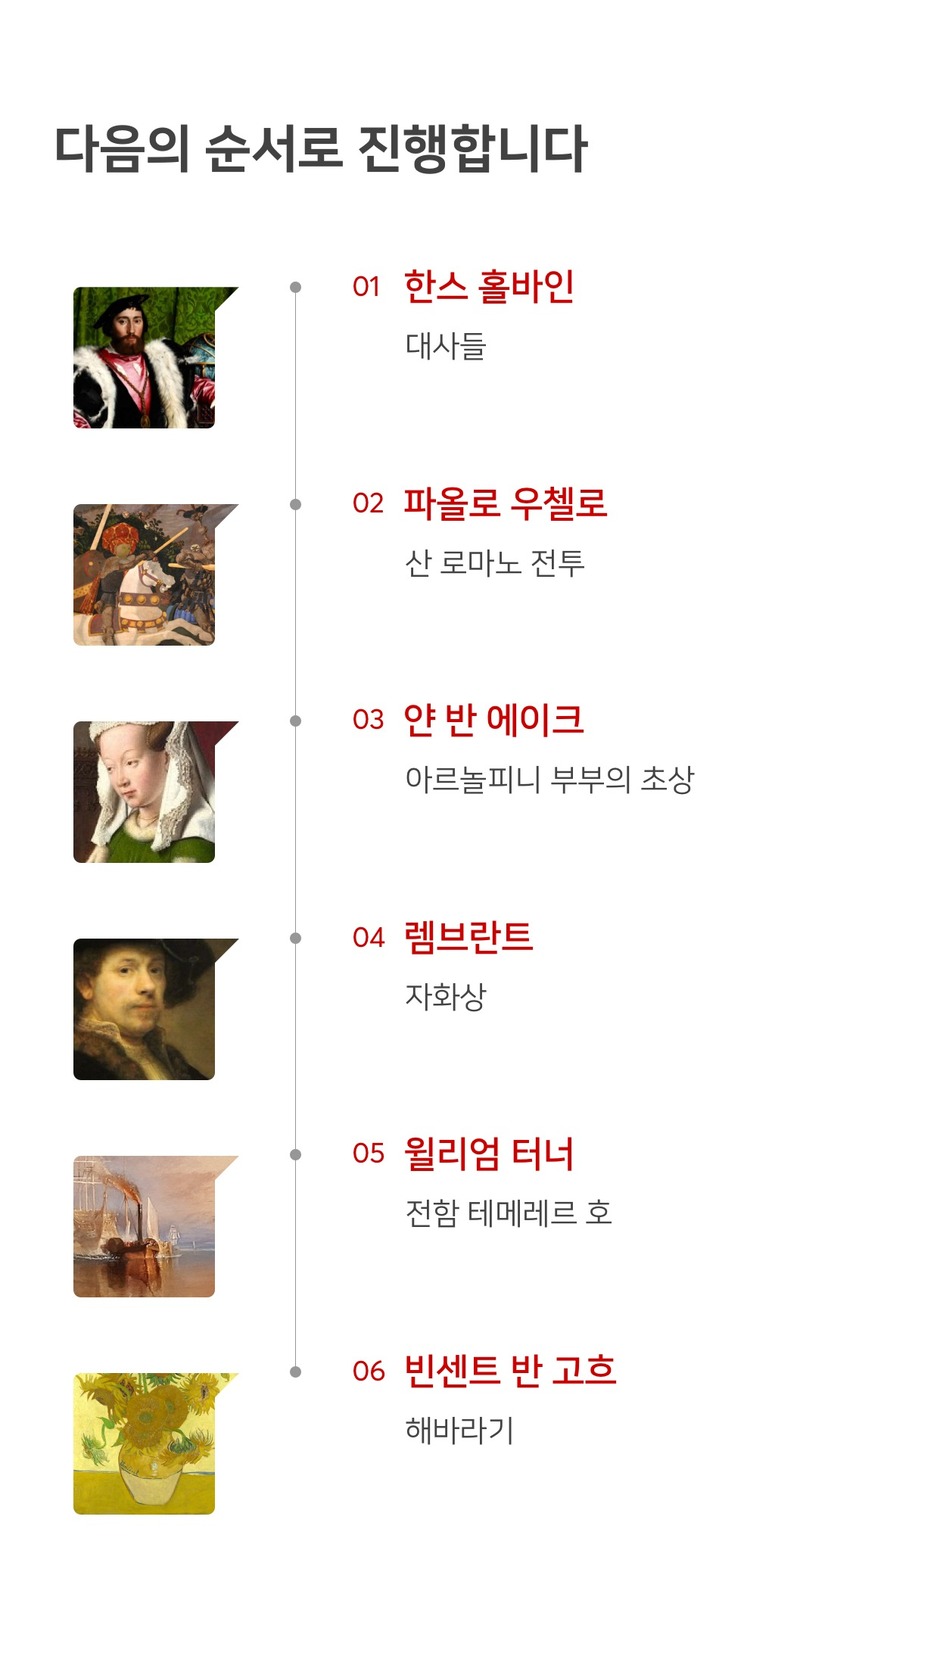 다음의 순서로 진행합니다
01 한스 홀바인
대사들
02 파올로 우첼로
산 로마노 전투
03 얀 반 에이크
아르놀피니 부부의 초상
04 렘브란트
자화상
05 윌리엄 터너
전함 테메레르 호
06 빈센트 반 고흐
해바라기